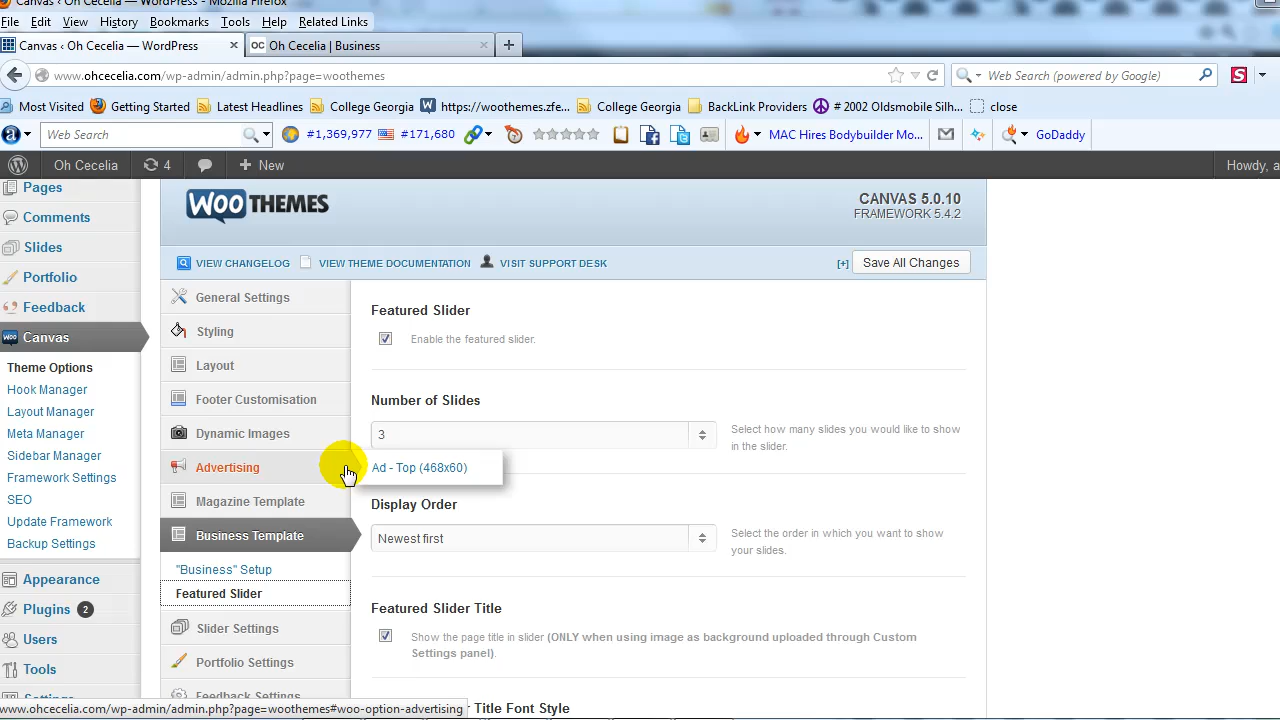 Canvas ‹ Oh Cecelia — WordPress - Mozilla Firefox
File Edit View History Bookmarks Tools Help Related Links
Canvas ‹ Oh Cecelia — WordPress × OC Oh Cecelia | Business × +
www.ohcecelia.com/wp-admin/admin.php?page=woothemes Web Search (powered by Google)
Most Visited Getting Started Latest Headlines College Georgia https://woothemes.zfe... College Georgia BackLink Providers # 2002 Oldsmobile Silh... close
Web Search #1,369,977 #171,680 MAC Hires Bodybuilder Mo... GoDaddy
Oh Cecelia 4 + New Howdy, a
Pages
Comments
Slides
Portfolio
Feedback
Canvas
Theme Options
Hook Manager
Layout Manager
Meta Manager
Sidebar Manager
Framework Settings
SEO
Update Framework
Backup Settings
Appearance
Plugins 2
Users
Tools
Settings
WOOTHEMES
CANVAS 5.0.10
FRAMEWORK 5.4.2
VIEW CHANGELOG VIEW THEME DOCUMENTATION VISIT SUPPORT DESK [+] Save All Changes
General Settings
Styling
Layout
Footer Customisation
Dynamic Images
Advertising
Ad - Top (468x60)
Magazine Template
Business Template
"Business" Setup
Featured Slider
Slider Settings
Portfolio Settings
Feedback Settings
Featured Slider
Enable the featured slider.
Number of Slides
3
Select how many slides you would like to show
in the slider.
Display Order
Newest first
Select the order in which you want to show
your slides.
Featured Slider Title
Show the page title in slider (ONLY when using image as background uploaded through Custom
Settings panel).
r Title Font Style
www.ohcecelia.com/wp-admin/admin.php?page=woothemes#woo-option-advertising